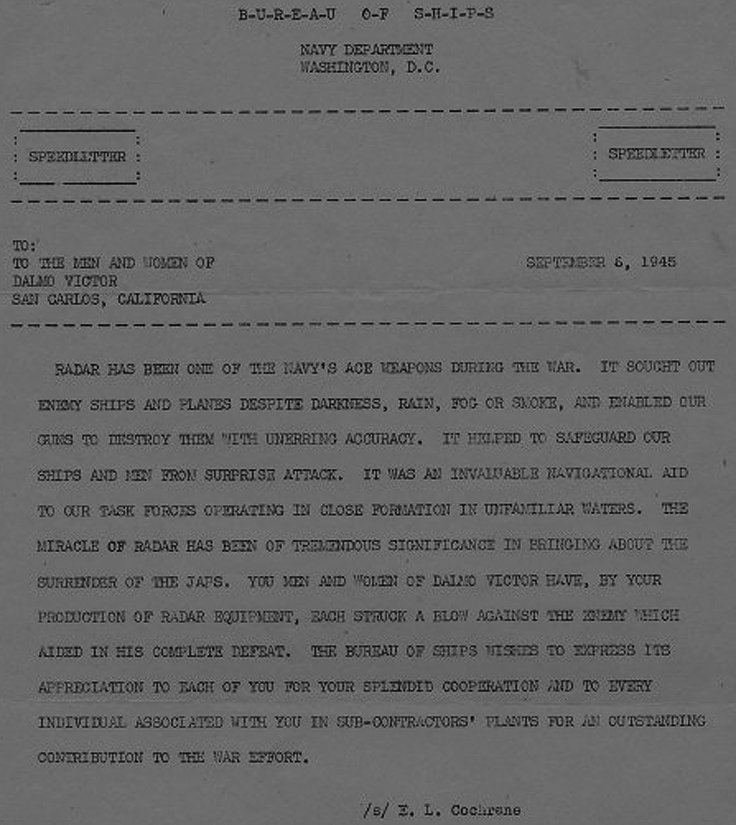 B-U-R-E-A-U O-F S-H-I-P-S
NAVY DEPARTMENT
WASHINGTON, D.C.
SPEEDLETTER
SPEEDLETTER
TO:
TO THE MEN AND WOMEN OF
SEPTEMBER 6, 1945
DALMO VICTOR
SAN CARLOS, CALIFORNIA
RADAR HAS BEEN ONE OF THE NAVY'S ACE WEAPONS DURING THE WAR. IT SOUGHT OUT
ENEMY SHIPS AND PLANES DESPITE DARKNESS, RAIN, FOG OR SMOKE, AND ENABLED OUR
GUNS TO DESTROY THEM WITH UNERRING ACCURACY. IT HELPED TO SAFEGUARD OUR
SHIPS AND MEN FROM SURPRISE ATTACK. IT WAS AN INVALUABLE NAVIGATIONAL AID
TO OUR TASK FORCES OPERATING IN CLOSE FORMATION IN UNFAMILIAR WATERS. THE
MIRACLE OF RADAR HAS BEEN OF TREMENDOUS SIGNIFICANCE IN BRINGING ABOUT THE
SURRENDER OF THE JAPS. YOU MEN AND WOMEN OF DALMO VICTOR HAVE, BY YOUR
PRODUCTION OF RADAR EQUIPMENT, EACH STRUCK A BLOW AGAINST THE ENEMY WHICH
AIDED IN HIS COMPLETE DEFEAT. THE BUREAU OF SHIPS WISHES TO EXPRESS ITS
APPRECIATION TO EACH OF YOU FOR YOUR SPLENDID COOPERATION AND TO EVERY
INDIVIDUAL ASSOCIATED WITH YOU IN SUB-CONTRACTORS' PLANTS FOR AN OUTSTANDING
CONTRIBUTION TO THE WAR EFFORT.
/s/ E. L. Cochrane